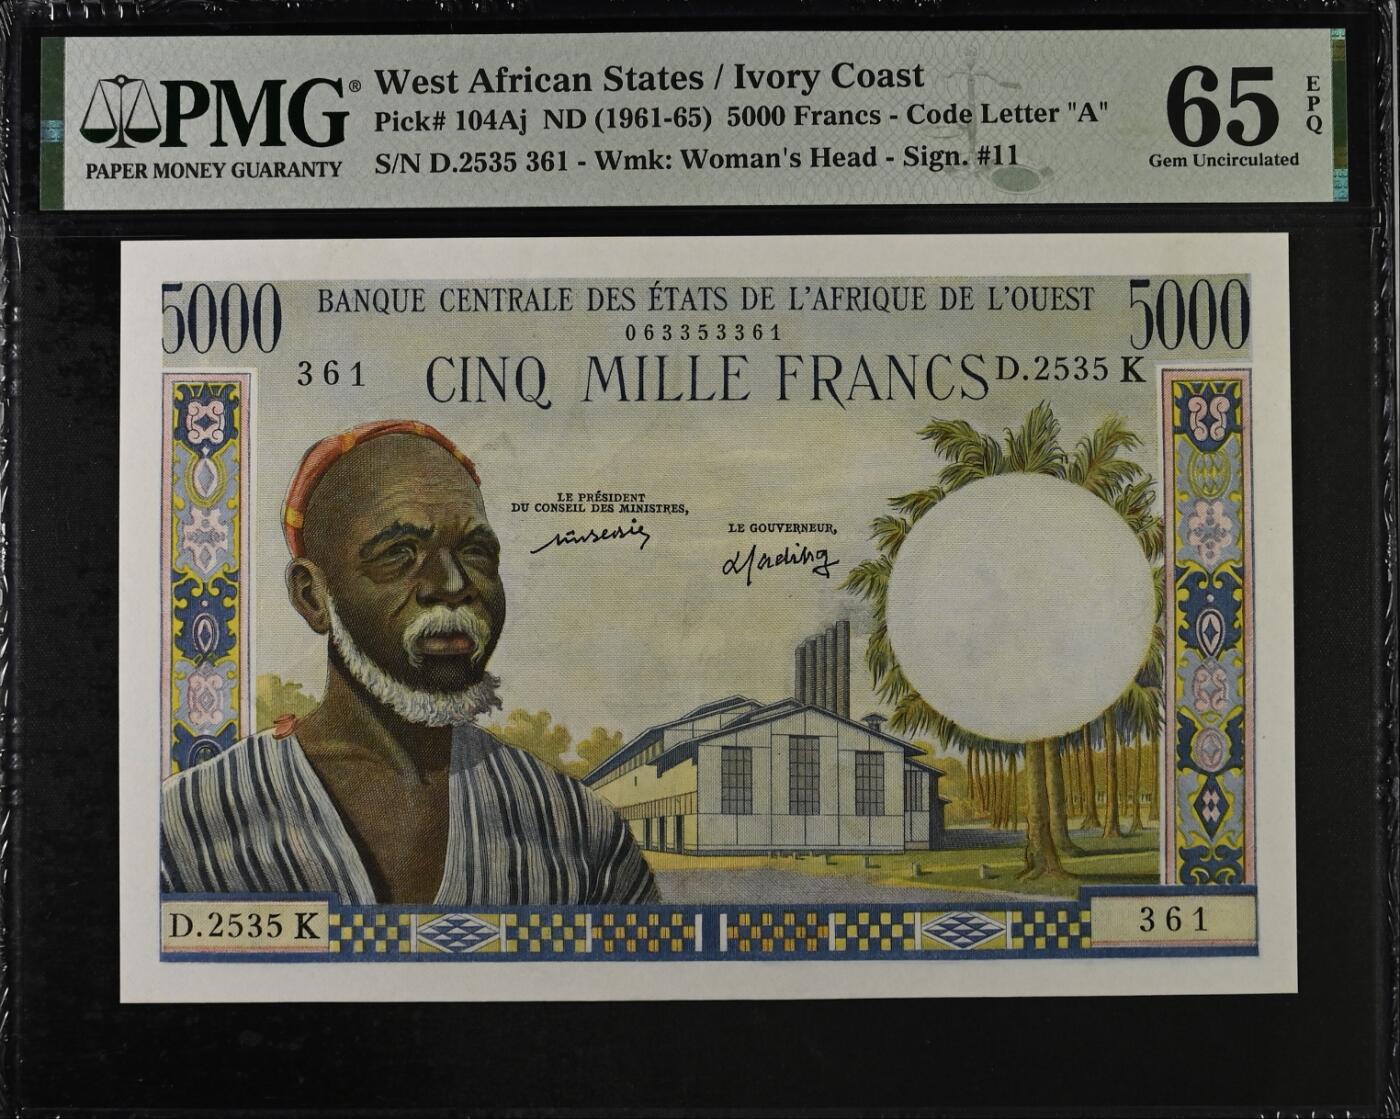 PMG®
PAPER MONEY GUARANTY
West African States / Ivory Coast
Pick# 104Aj ND (1961-65) 5000 Francs - Code Letter "A"
S/N D.2535 361 - Wmk: Woman's Head - Sign. #11
65
EPQ
Gem Uncirculated
5000
BANQUE CENTRALE DES ÉTATS DE L'AFRIQUE DE L'OUEST
5000
063353361
361
CINQ MILLE FRANCS
D.2535 K
LE PRÉSIDENT
DU CONSEIL DES MINISTRES,
LE GOUVERNEUR,
D.2535 K
361